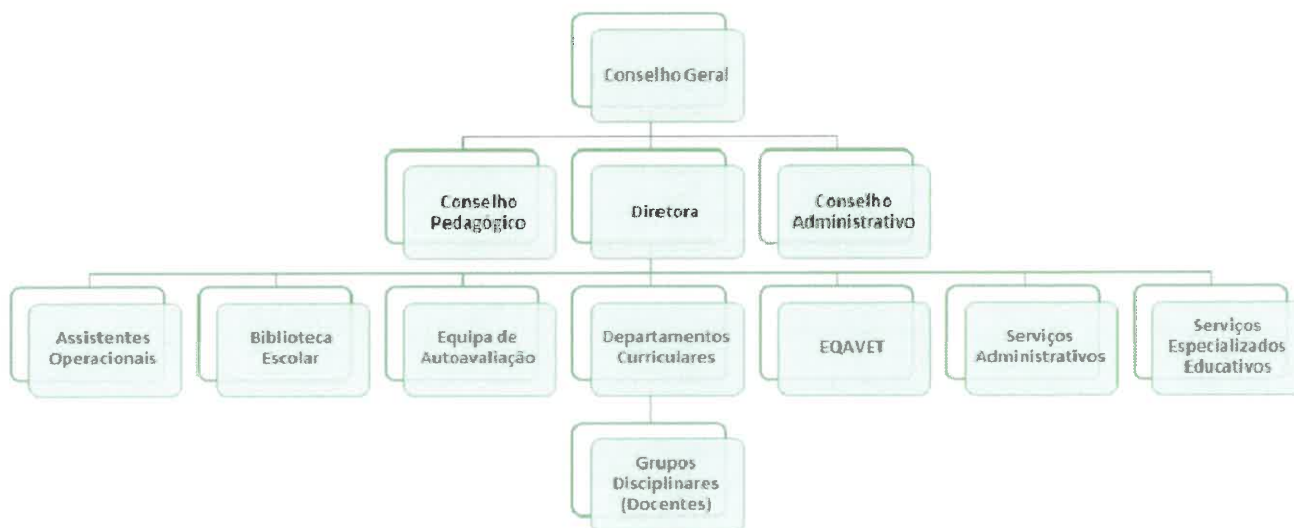 Conselho Geral
Conselho
Pedagógico
Diretora
Conselho
Administrativo
Assistentes
Operacionais
Biblioteca
Escolar
Equipa de
Autoavaliação
Departamentos
Curriculares
EQAVET
Serviços
Administrativos
Serviços
Especializados
Educativos
Grupos
Disciplinares
(Docentes)